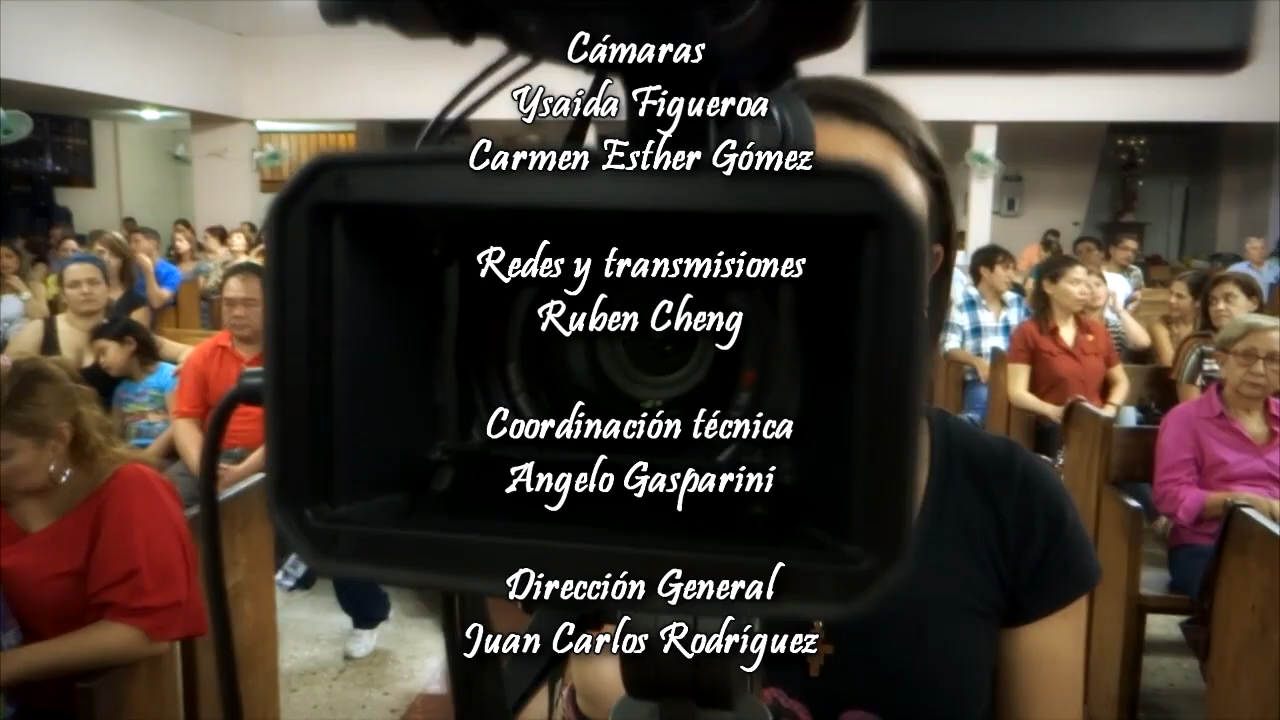 Cámaras
Ysaida Figueroa
Carmen Esther Gómez
Redes y transmisiones
Ruben Cheng
Coordinación técnica
Angelo Gasparini
Dirección General
Juan Carlos Rodríguez